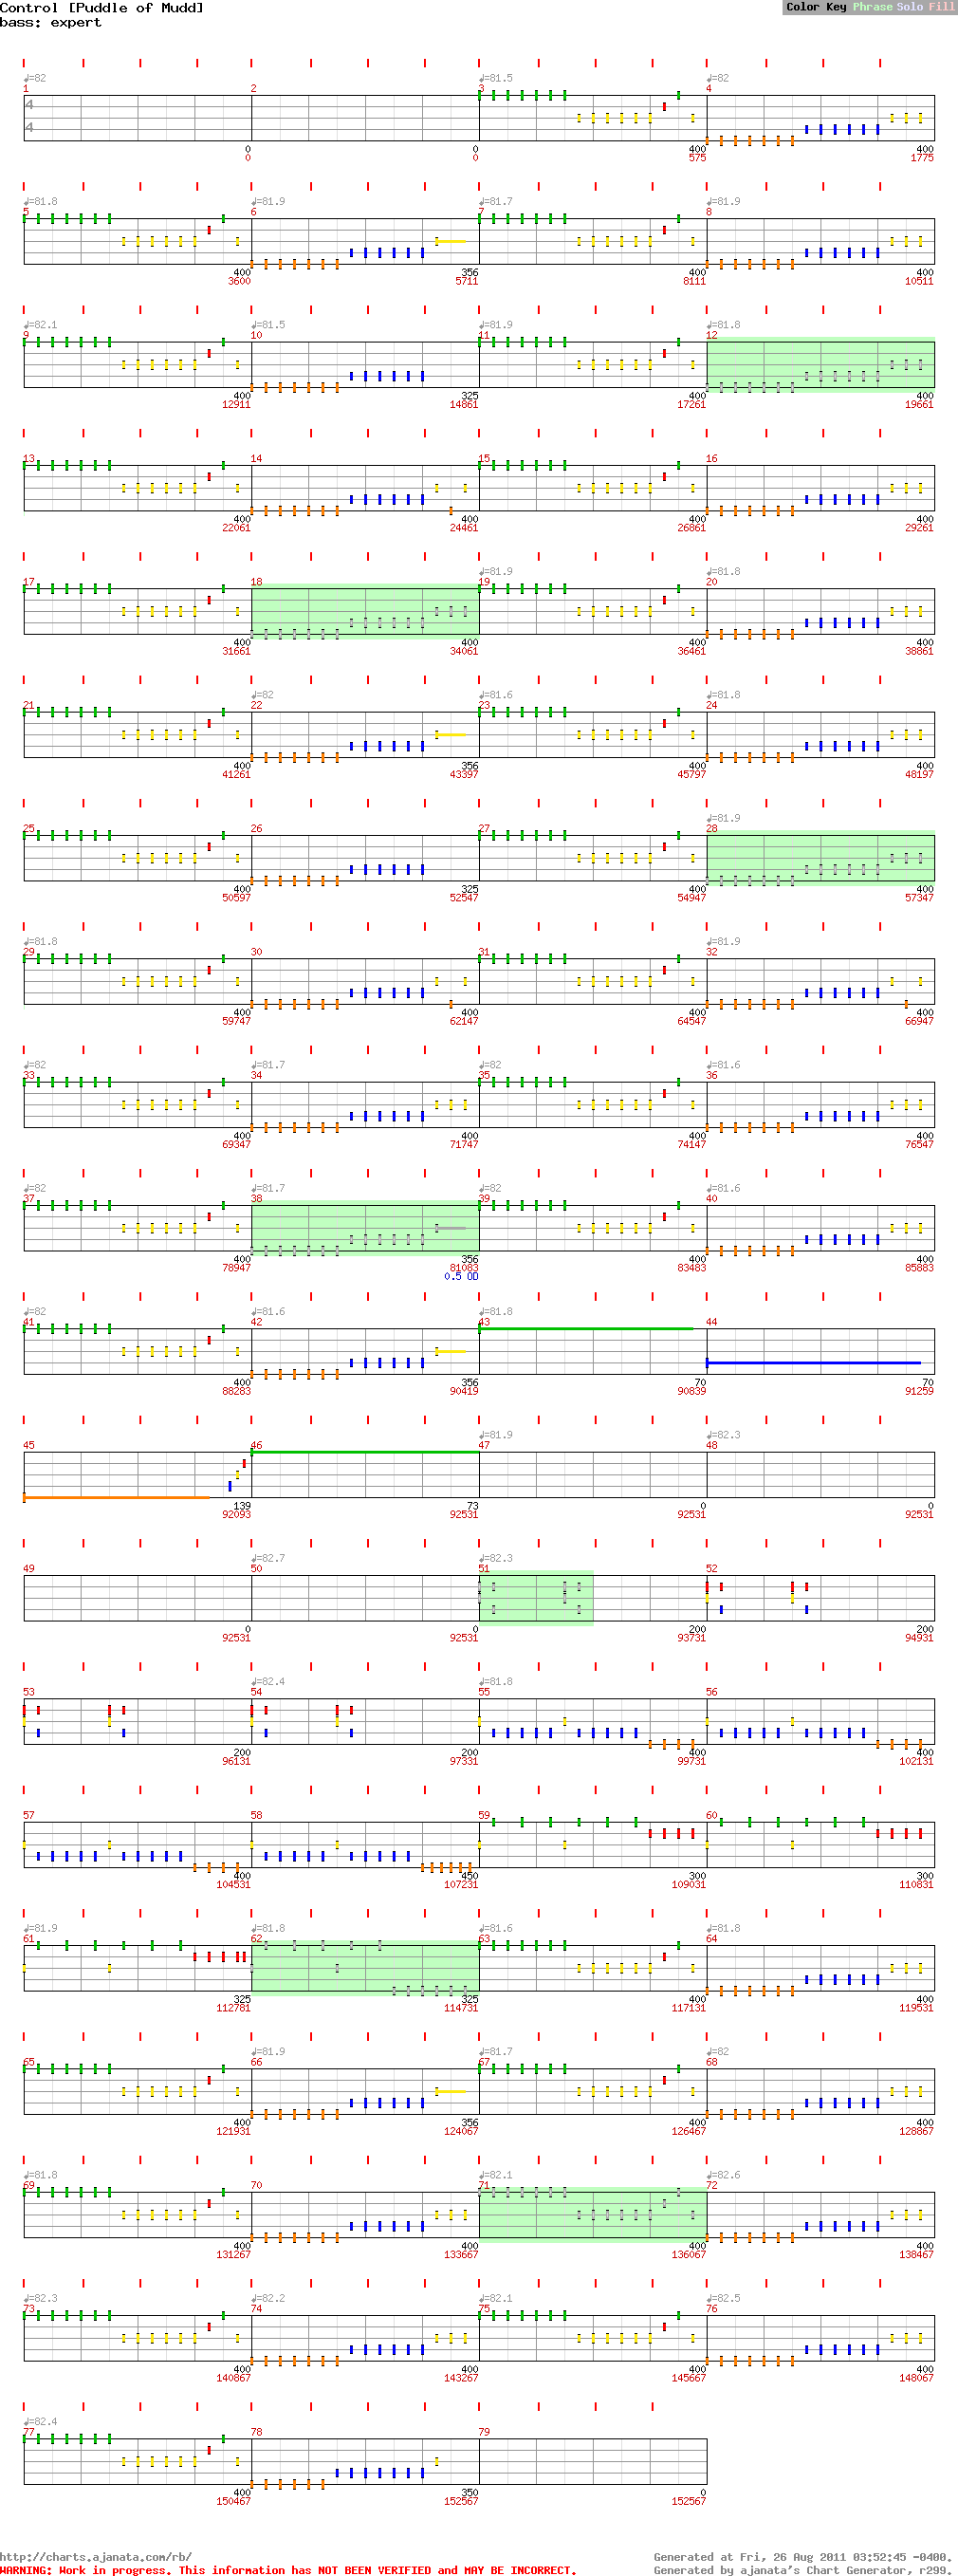 Control [Puddle of Mudd] Color Key Phrase Solo Fill
bass: expert
♩=82 ♩=81.5 ♩=82
1 2 3 4
4
4
0 0 400 400
0 0 575 1775
♩=81.8 ♩=81.9 ♩=81.7 ♩=81.9
5 6 7 8
400 356 400 400
3600 5711 8111 10511
♩=82.1 ♩=81.5 ♩=81.9 ♩=81.8
9 10 11 12
400 325 400 400
12911 14861 17261 19661
13 14 15 16
400 400 400 400
22061 24461 26861 29261
♩=81.9 ♩=81.8
17 18 19 20
400 400 400 400
31661 34061 36461 38861
♩=82 ♩=81.6 ♩=81.8
21 22 23 24
400 356 400 400
41261 43397 45797 48197
♩=81.9
25 26 27 28
400 325 400 400
50597 52547 54947 57347
♩=81.8 ♩=81.9
29 30 31 32
400 400 400 400
59747 62147 64547 66947
♩=82 ♩=81.7 ♩=82 ♩=81.6
33 34 35 36
400 400 400 400
69347 71747 74147 76547
♩=82 ♩=81.7 ♩=82 ♩=81.6
37 38 39 40
400 356 400 400
78947 81083 83483 85883
0.5 OD
♩=82 ♩=81.6 ♩=81.8
41 42 43 44
400 356 70 70
88283 90419 90839 91259
♩=81.9 ♩=82.3
45 46 47 48
139 73 0 0
92093 92531 92531 92531
♩=82.7 ♩=82.3
49 50 51 52
0 0 200 200
92531 92531 93731 94931
♩=82.4 ♩=81.8
53 54 55 56
200 200 400 400
96131 97331 99731 102131
57 58 59 60
400 450 300 300
104531 107231 109031 110831
♩=81.9 ♩=81.8 ♩=81.6 ♩=81.8
61 62 63 64
325 325 400 400
112781 114731 117131 119531
♩=81.9 ♩=81.7 ♩=82
65 66 67 68
400 356 400 400
121931 124067 126467 128867
♩=81.8 ♩=82.1 ♩=82.6
69 70 71 72
400 400 400 400
131267 133667 136067 138467
♩=82.3 ♩=82.2 ♩=82.1 ♩=82.5
73 74 75 76
400 400 400 400
140867 143267 145667 148067
♩=82.4
77 78 79
400 350 0
150467 152567 152567
http://charts.ajanata.com/rb/ Generated at Fri, 26 Aug 2011 03:52:45 -0400.
WARNING: Work in progress. This information has NOT BEEN VERIFIED and MAY BE INCORRECT. Generated by ajanata's Chart Generator, r299.